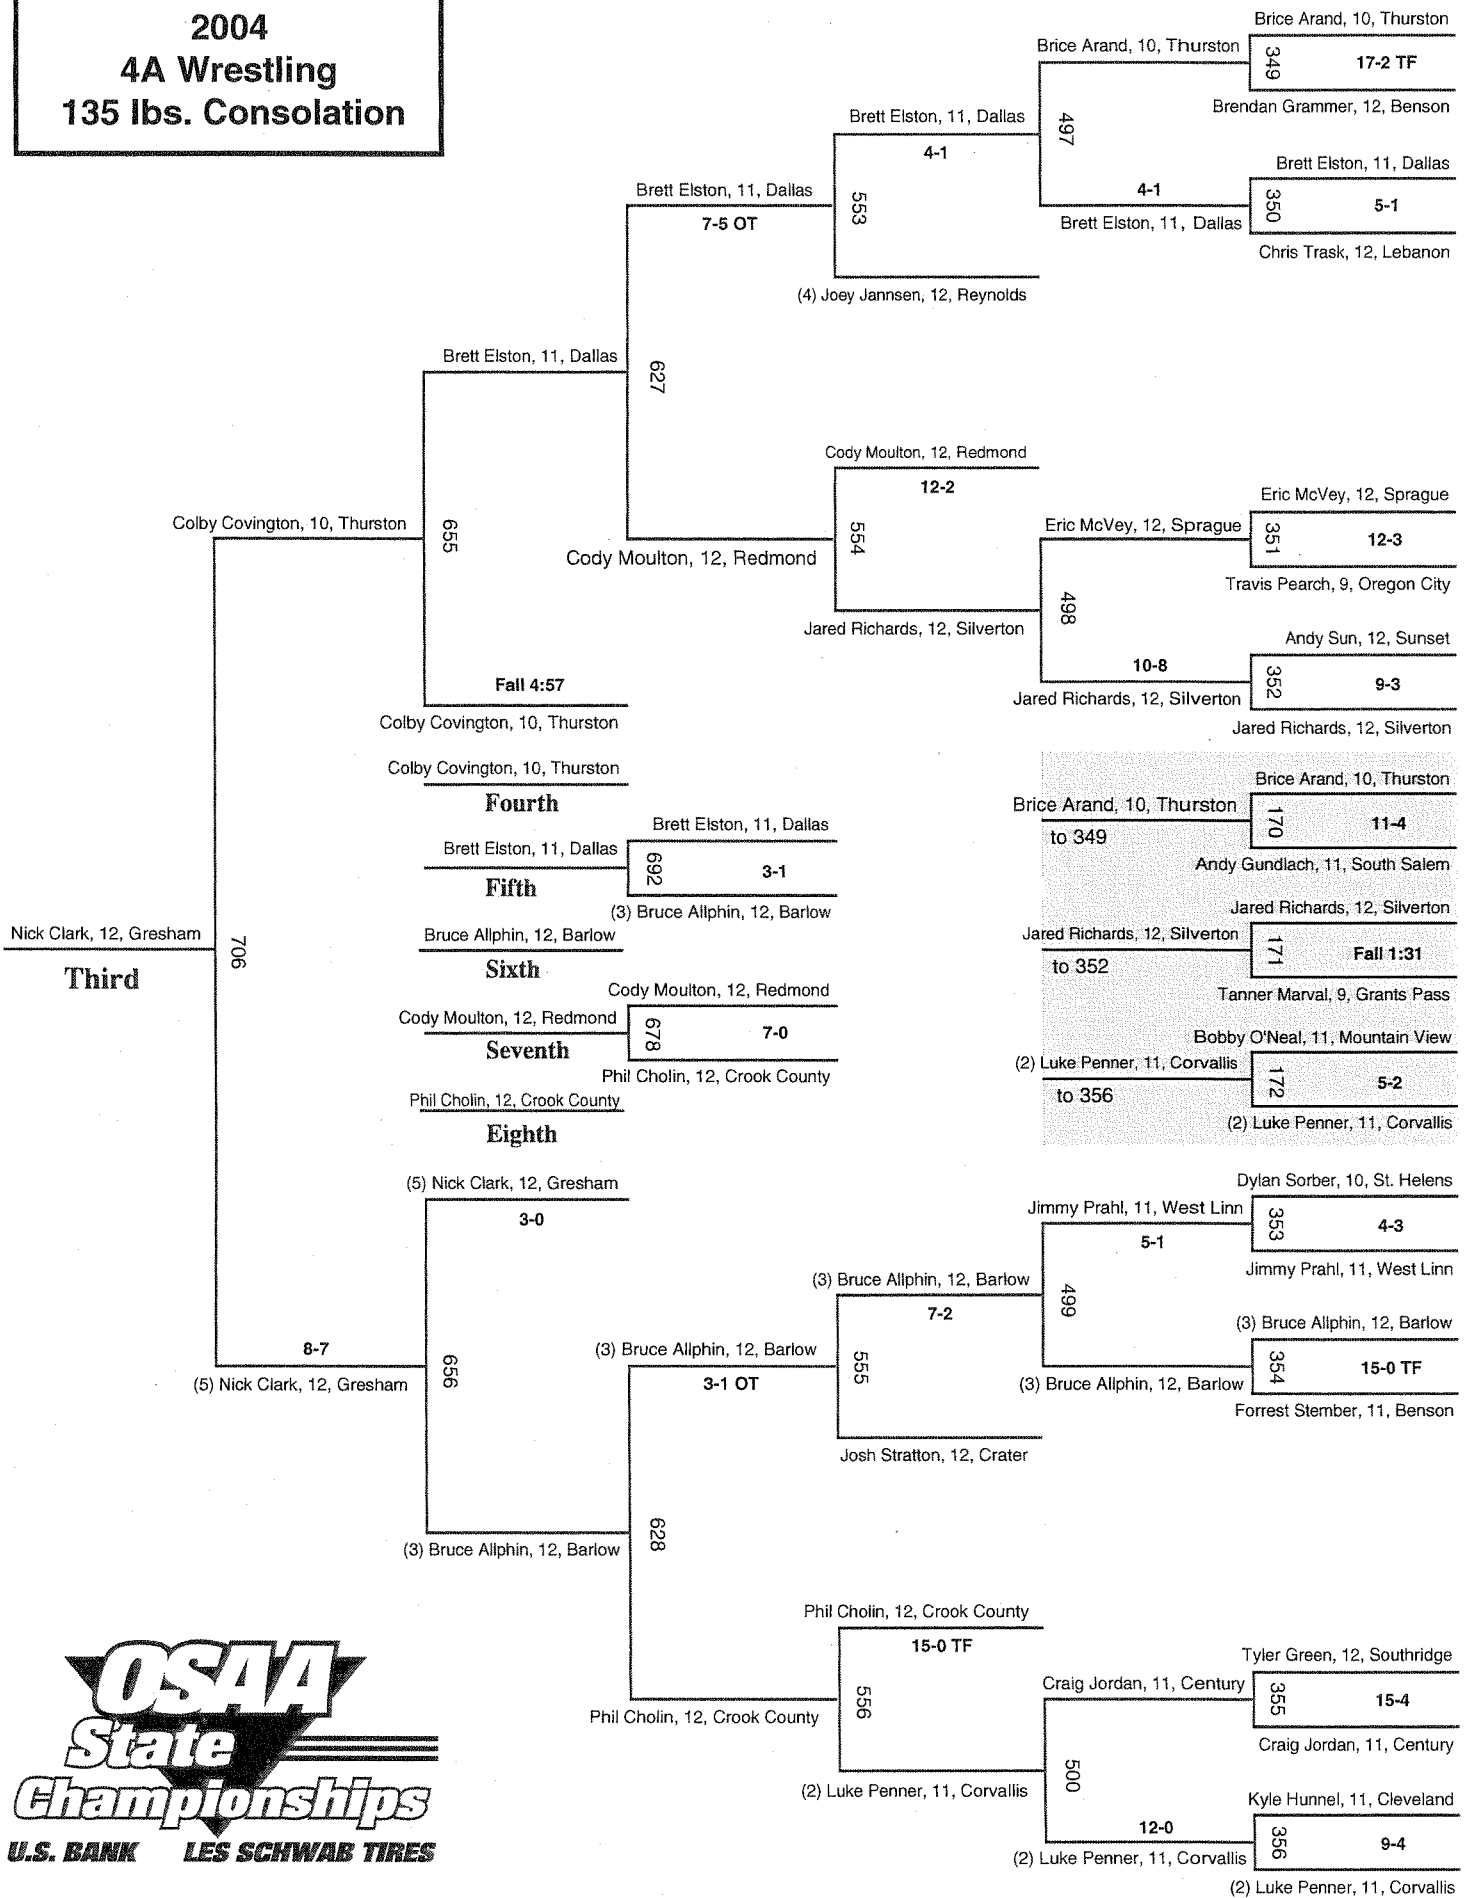 2004
4A Wrestling
135 lbs. Consolation
Brice Arand, 10, Thurston
349
17-2 TF
Brendan Grammer, 12, Benson
Brice Arand, 10, Thurston
497
Brett Elston, 11, Dallas
350
5-1
Chris Trask, 12, Lebanon
4-1
Brett Elston, 11, Dallas
Brett Elston, 11, Dallas
4-1
553
(4) Joey Jannsen, 12, Reynolds
Brett Elston, 11, Dallas
7-5 OT
Brett Elston, 11, Dallas
627
Cody Moulton, 12, Redmond
12-2
554
Cody Moulton, 12, Redmond
Jared Richards, 12, Silverton
Eric McVey, 12, Sprague
351
12-3
Travis Pearch, 9, Oregon City
Eric McVey, 12, Sprague
498
Andy Sun, 12, Sunset
352
9-3
Jared Richards, 12, Silverton
10-8
Jared Richards, 12, Silverton
Colby Covington, 10, Thurston
655
Fall 4:57
Colby Covington, 10, Thurston
Colby Covington, 10, Thurston
Fourth
Brett Elston, 11, Dallas
Brett Elston, 11, Dallas
692
3-1
Fifth
(3) Bruce Allphin, 12, Barlow
Bruce Allphin, 12, Barlow
Sixth
Cody Moulton, 12, Redmond
Cody Moulton, 12, Redmond
678
7-0
Seventh
Phil Cholin, 12, Crook County
Phil Cholin, 12, Crook County
Eighth
Brice Arand, 10, Thurston
Brice Arand, 10, Thurston
170
11-4
to 349
Andy Gundlach, 11, South Salem
Jared Richards, 12, Silverton
Jared Richards, 12, Silverton
171
Fall 1:31
to 352
Tanner Marval, 9, Grants Pass
Bobby O'Neal, 11, Mountain View
(2) Luke Penner, 11, Corvallis
172
5-2
to 356
(2) Luke Penner, 11, Corvallis
Nick Clark, 12, Gresham
706
Third
(5) Nick Clark, 12, Gresham
3-0
8-7
(5) Nick Clark, 12, Gresham
656
(3) Bruce Allphin, 12, Barlow
Dylan Sorber, 10, St. Helens
Jimmy Prahl, 11, West Linn
353
4-3
5-1
Jimmy Prahl, 11, West Linn
499
(3) Bruce Allphin, 12, Barlow
354
15-0 TF
(3) Bruce Allphin, 12, Barlow
Forrest Stember, 11, Benson
(3) Bruce Allphin, 12, Barlow
7-2
(3) Bruce Allphin, 12, Barlow
3-1 OT
555
Josh Stratton, 12, Crater
628
Phil Cholin, 12, Crook County
15-0 TF
Phil Cholin, 12, Crook County
556
(2) Luke Penner, 11, Corvallis
Tyler Green, 12, Southridge
Craig Jordan, 11, Century
355
15-4
Craig Jordan, 11, Century
500
Kyle Hunnel, 11, Cleveland
12-0
356
9-4
(2) Luke Penner, 11, Corvallis
(2) Luke Penner, 11, Corvallis
OSAA
State
Championships
U.S. BANK LES SCHWAB TIRES